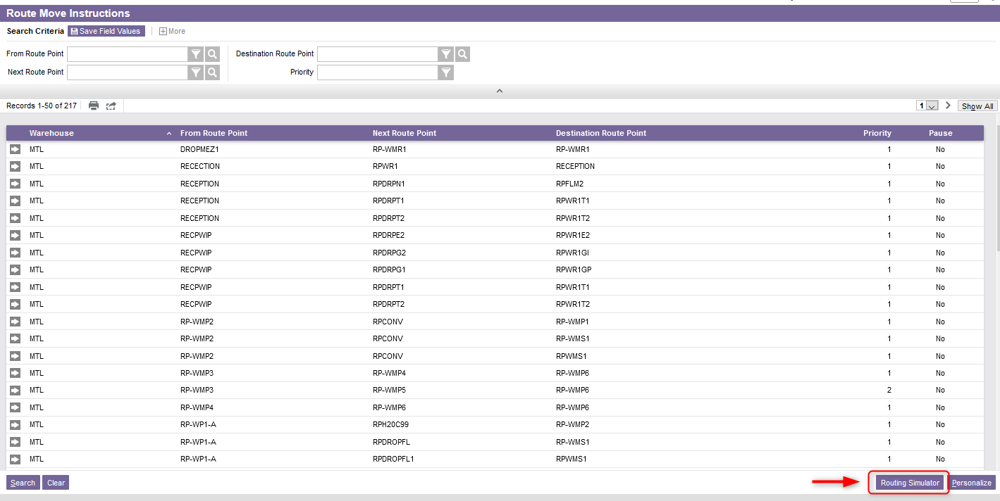 Route Move Instructions
Search Criteria Save Field Values More
From Route Point Destination Route Point
Next Route Point Priority
Records 1-50 of 217 1 Show All
Warehouse From Route Point Next Route Point Destination Route Point Priority Pause
MTL DROPMEZ1 RP-WMR1 RP-WMR1 1 No
MTL RECECTION RPWR1 RECEPTION 1 No
MTL RECEPTION RPDRPN1 RPFLM2 1 No
MTL RECEPTION RPDRPT1 RPWR1T1 1 No
MTL RECEPTION RPDRPT2 RPWR1T2 1 No
MTL RECPWIP RPDRPE2 RPWR1E2 1 No
MTL RECPWIP RPDRPG2 RPWR1GI 1 No
MTL RECPWIP RPDRPG1 RPWR1GP 1 No
MTL RECPWIP RPDRPT1 RPWR1T1 1 No
MTL RECPWIP RPDRPT2 RPWR1T2 1 No
MTL RP-WMP2 RPCONV RP-WMP1 1 No
MTL RP-WMP2 RPCONV RP-WMS1 1 No
MTL RP-WMP2 RPCONV RPWMS1 1 No
MTL RP-WMP3 RP-WMP4 RP-WMP6 1 No
MTL RP-WMP3 RP-WMP5 RP-WMP6 2 No
MTL RP-WMP4 RP-WMP6 RP-WMP6 1 No
MTL RP-WP1-A RPH20C99 RP-WMP2 1 No
MTL RP-WP1-A RPDROPFL RP-WMS1 1 No
MTL RP-WP1-A RPDROPFL1 RPWMS1 1 No
Search Clear Routing Simulator Personalize